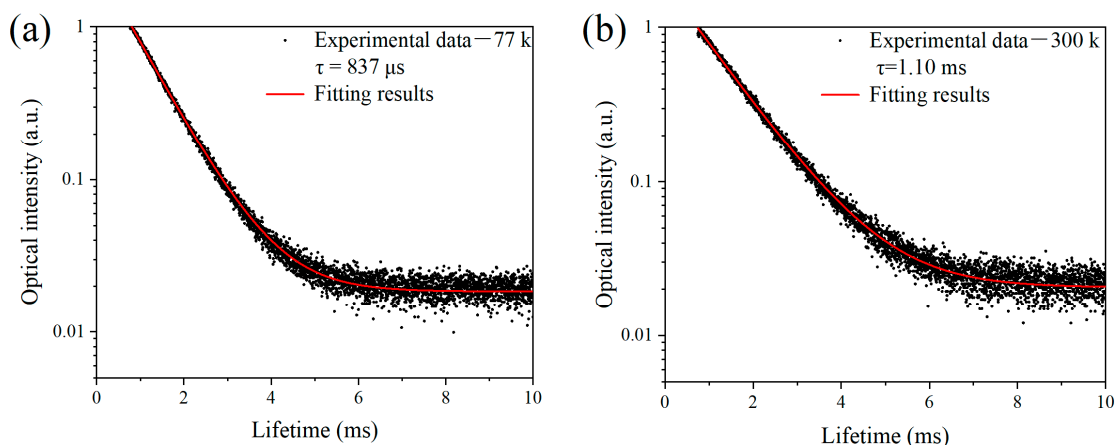 (a)
Experimental data—77 k
τ = 837 μs
Fitting results
Optical intensity (a.u.)
1
0.1
0.01
0 2 4 6 8 10
Lifetime (ms)
(b)
Experimental data—300 k
τ=1.10 ms
Fitting results
Optical intensity (a.u.)
1
0.1
0.01
0 2 4 6 8 10
Lifetime (ms)